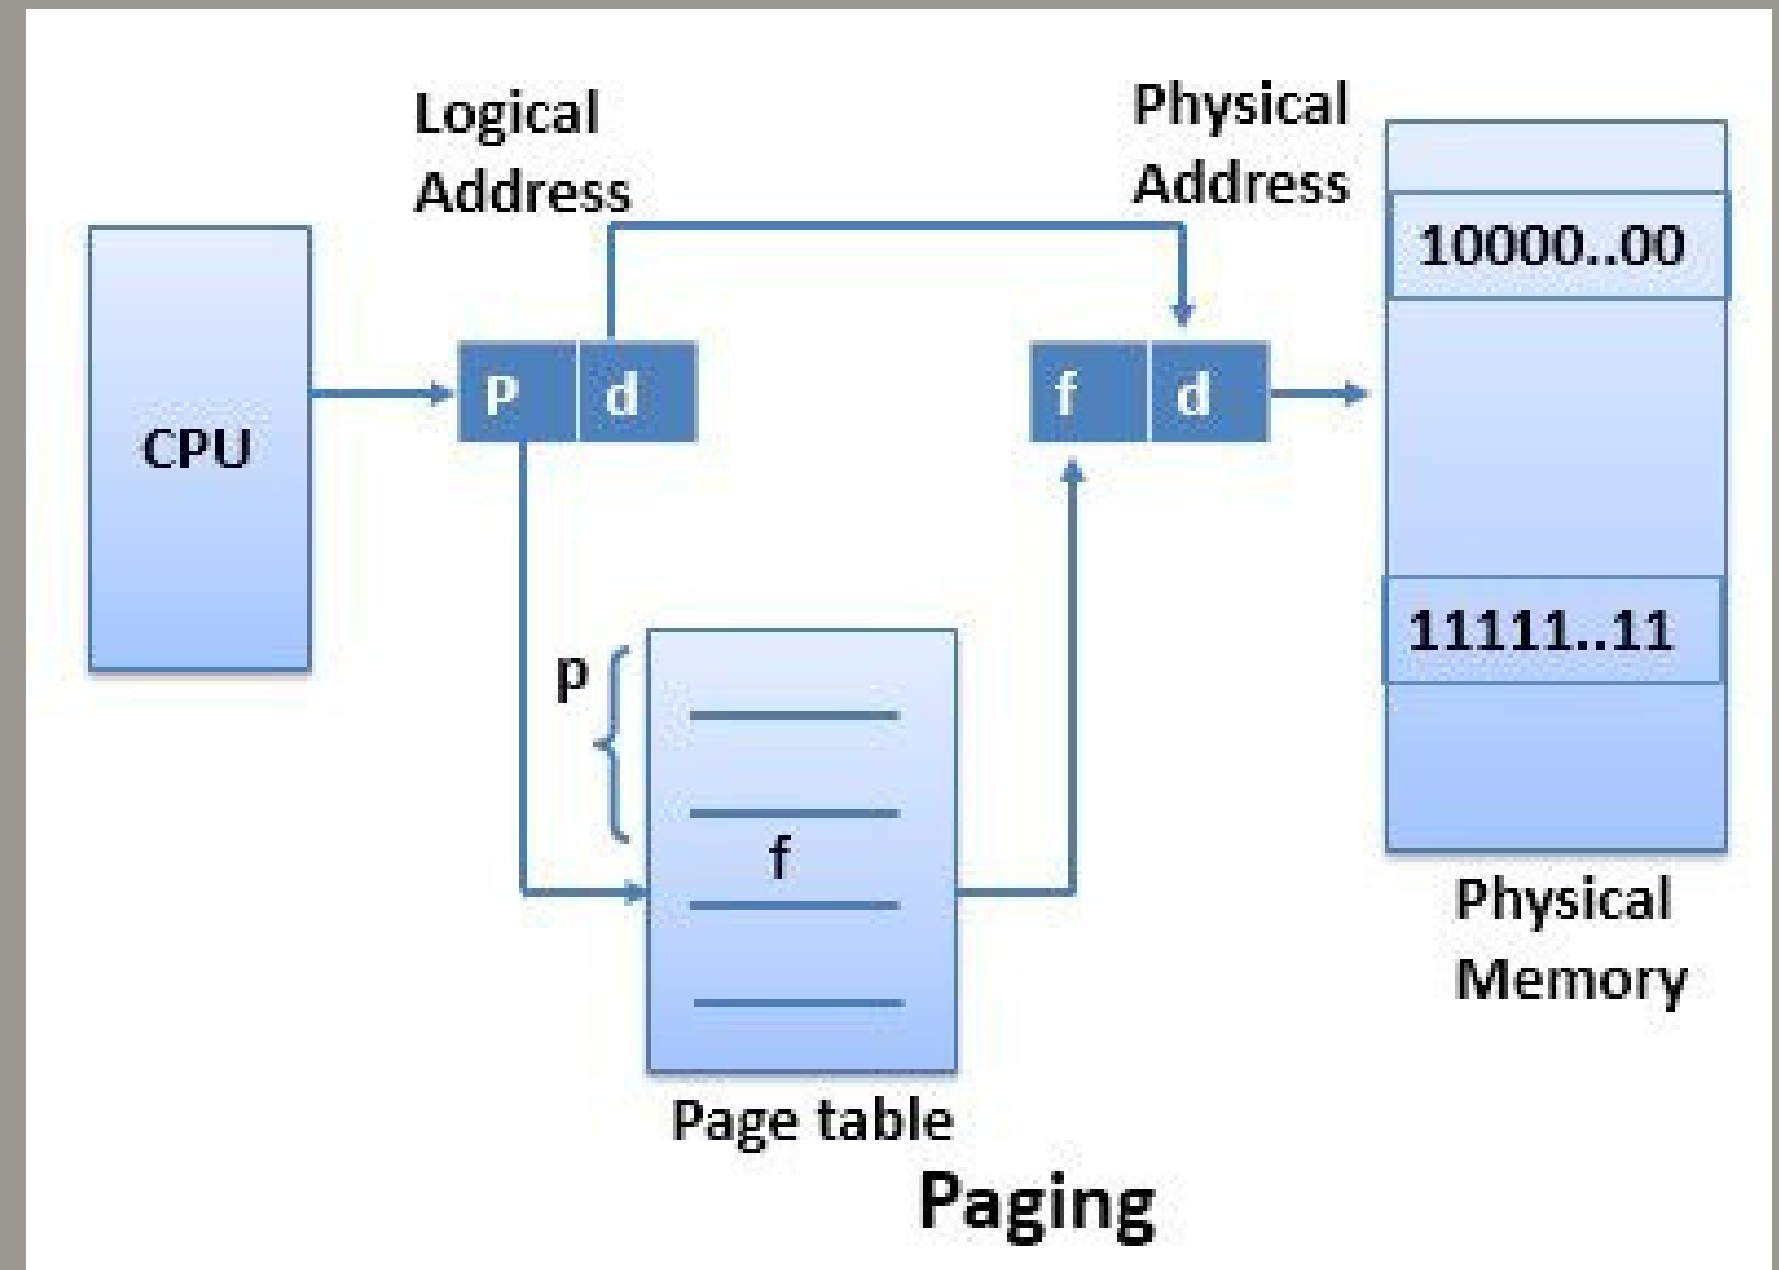 Logical
Address
Physical
Address
10000..00
CPU
P
d
f
d
11111..11
p
f
Physical
Memory
Page table
Paging